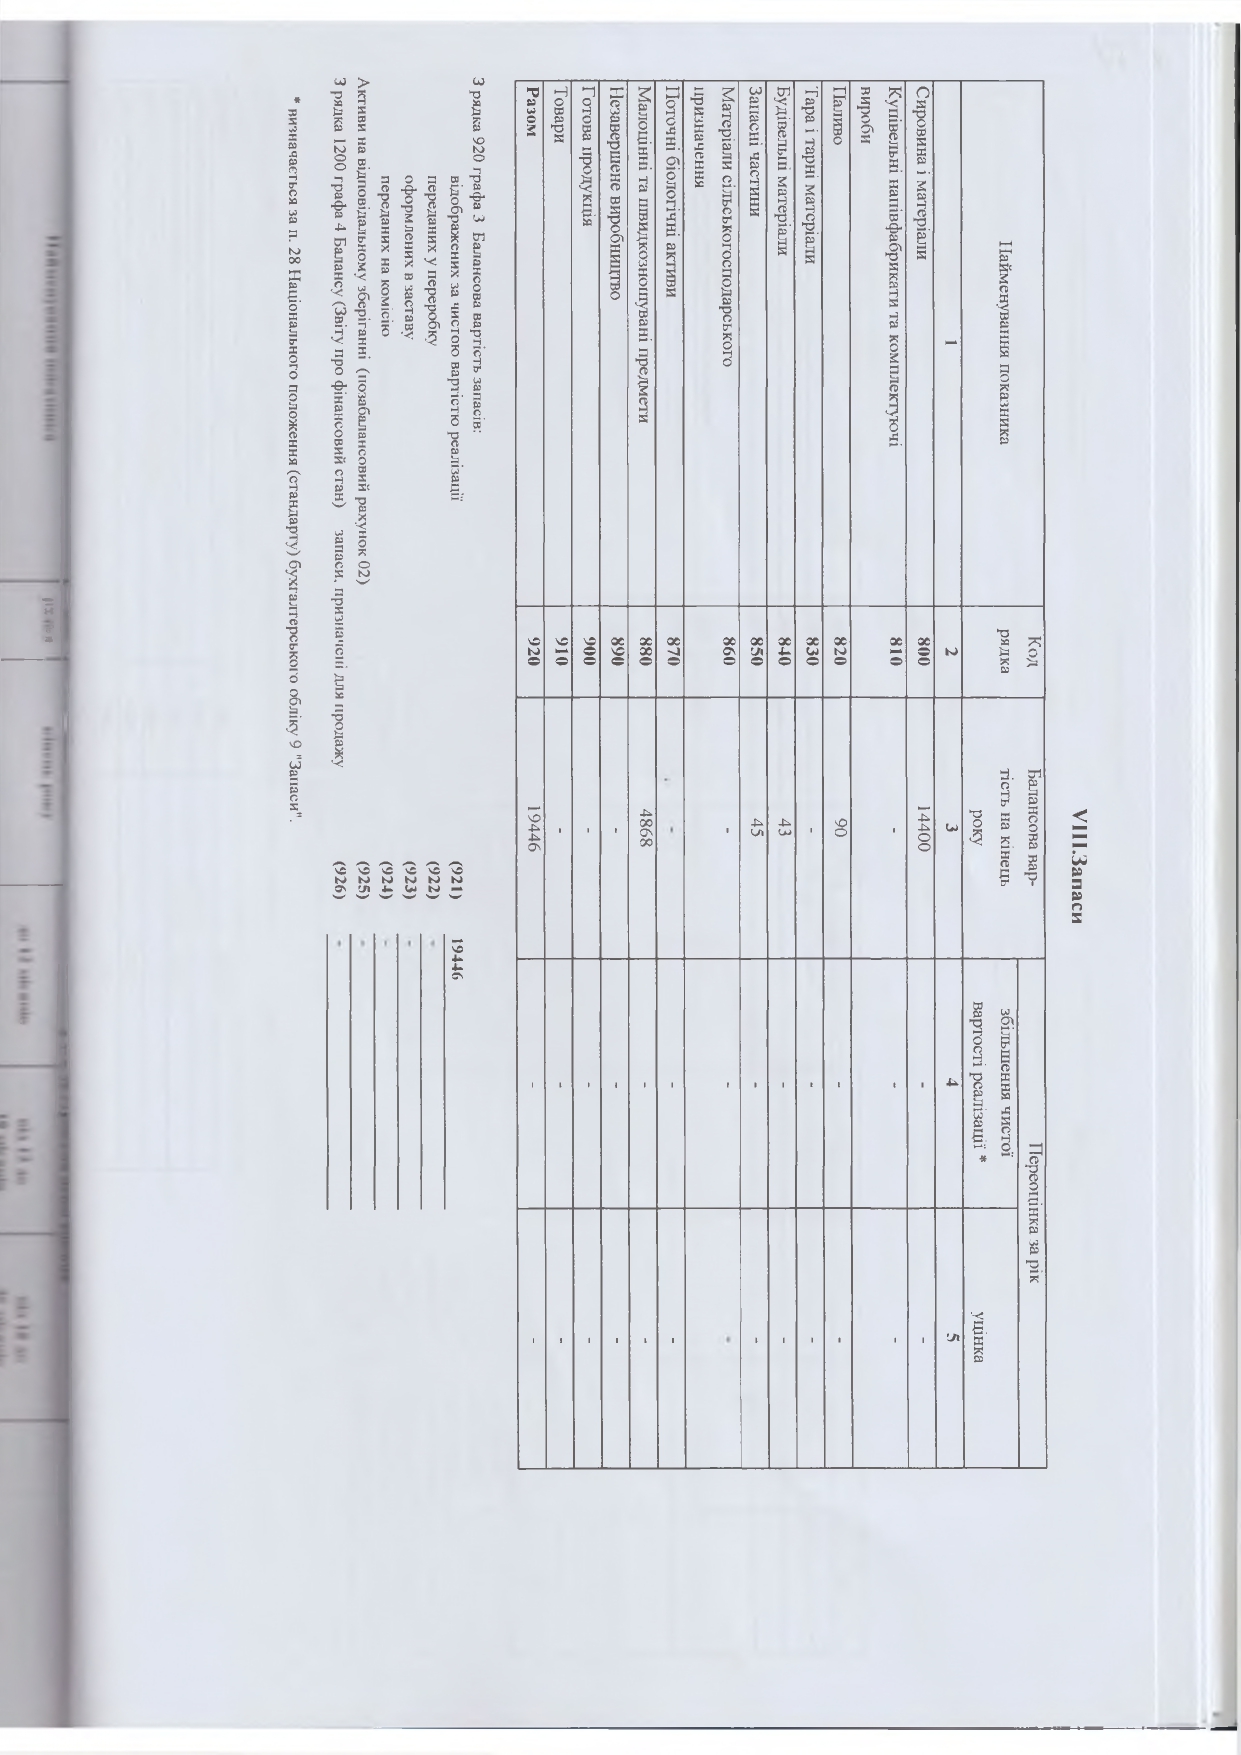 VIII.Запаси
Найменування показника
Код
рядка
Балансова вар-
тість на кінець
року
Переоцінка за рік
збільшення чистої
вартості реалізації *
уцінка
1 2 3 4 5
Сировина і матеріали 800 14400 - -
Купівельні напівфабрикати та комплектуючі
вироби 810 - - -
Паливо 820 90 - -
Тара і тарні матеріали 830 - - -
Будівельні матеріали 840 43 - -
Запасні частини 850 45 - -
Матеріали сільськогосподарського
призначення 860 - - -
Поточні біологічні активи 870 - - -
Малоцінні та швидкозношувані предмети 880 4868 - -
Незавершене виробництво 890 - - -
Готова продукція 900 - - -
Товари 910 - - -
Разом 920 19446 - -
З рядка 920 графа 3 Балансова вартість запасів:
відображених за чистою вартістю реалізації (921) 19446
переданих у переробку (922) -
оформлених в заставу (923) -
переданих на комісію (924) -
Активи на відповідальному зберіганні (позабалансовий рахунок 02) (925) -
З рядка 1200 графа 4 Балансу (Звіту про фінансовий стан) запаси, призначені для продажу (926) -
* визначається за п. 28 Національного положення (стандарту) бухгалтерського обліку 9 "Запаси".